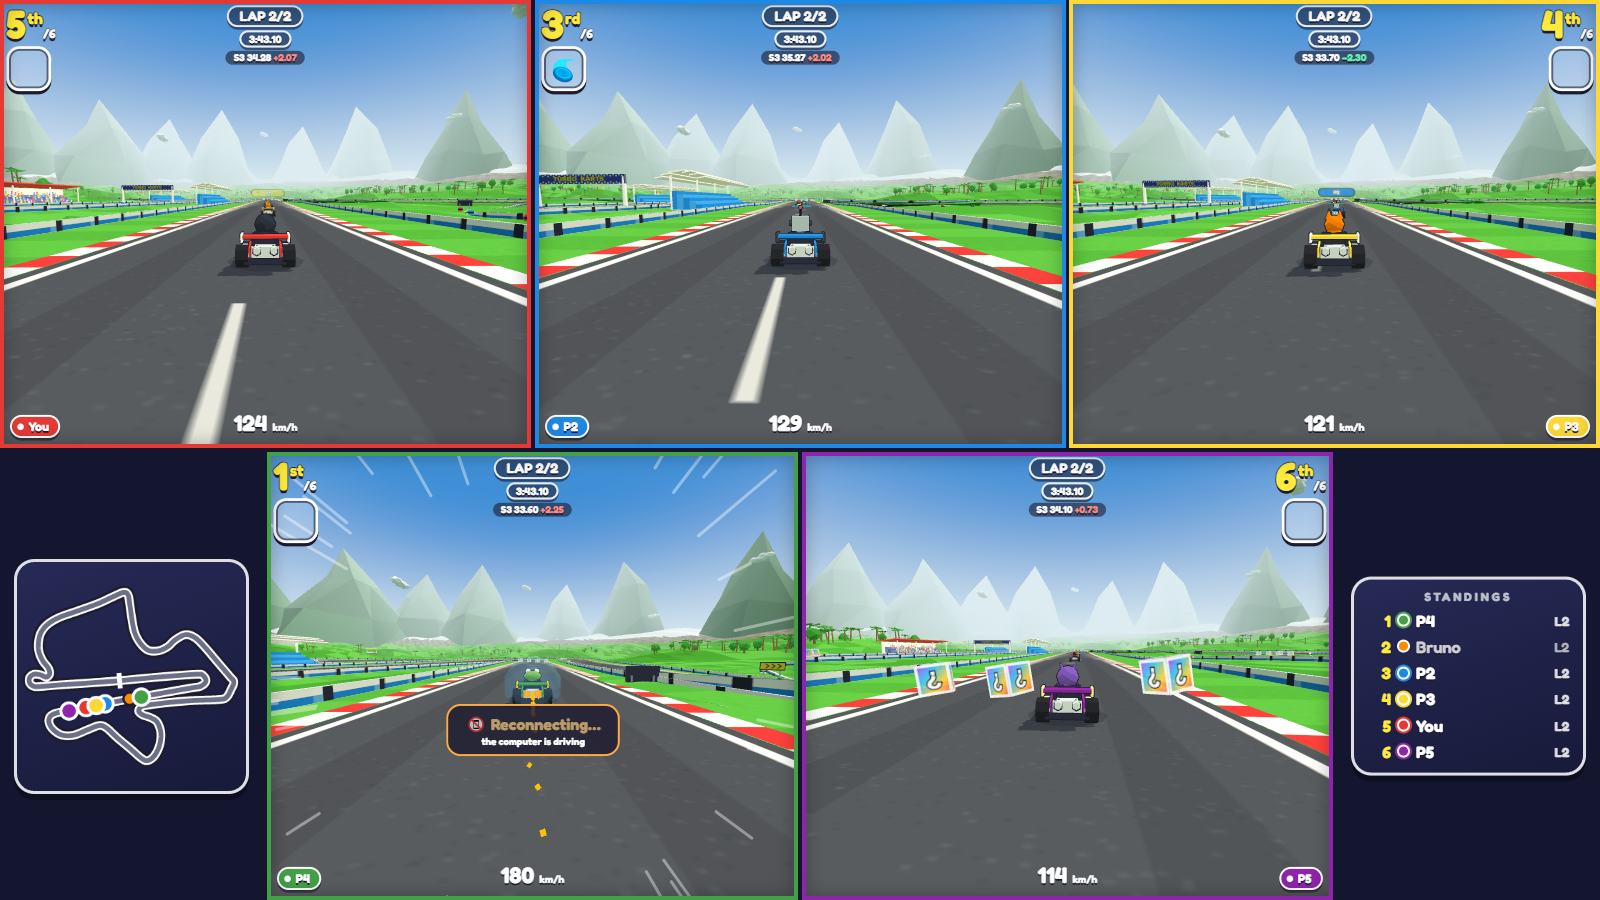 5th/6
LAP 2/2
3:43.10
S3 34.28 +2.07
124 km/h
You
3rd/6
LAP 2/2
3:43.10
S3 35.27 +2.02
129 km/h
P2
4th/6
LAP 2/2
3:43.10
S3 33.70 -2.30
121 km/h
P3
1st/6
LAP 2/2
3:43.10
S3 33.60 +2.25
Reconnecting...
the computer is driving
180 km/h
P4
6th/6
LAP 2/2
3:43.10
S3 34.10 +0.73
114 km/h
P5
STANDINGS
1 P4 L2
2 Bruno L2
3 P2 L2
4 P3 L2
5 You L2
6 P5 L2